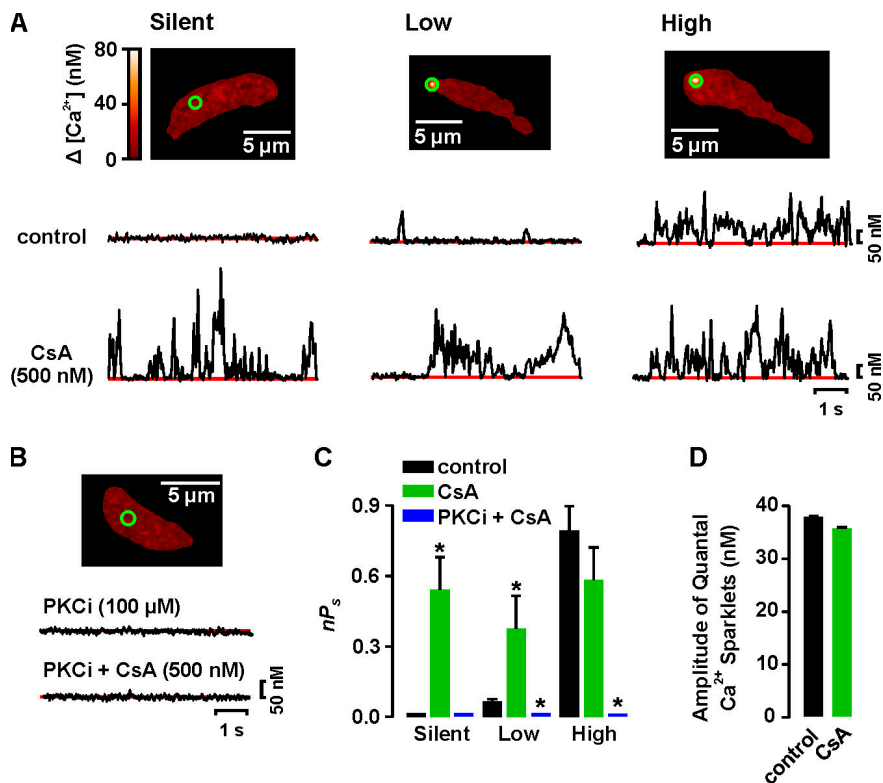 A
Silent
Low
High
Δ [Ca²⁺] (nM)
80
40
0
5 µm
5 µm
5 µm
control
50 nM
CsA
(500 nM)
50 nM
1 s
B
5 µm
PKCi (100 µM)
PKCi + CsA (500 nM)
50 nM
1 s
C
control
CsA
PKCi + CsA
nPₛ
0.9
0.6
0.3
0.0
*
*
*
*
Silent
Low
High
D
Amplitude of Quantal
Ca²⁺ Sparklets (nM)
40
30
20
10
0
control
CsA